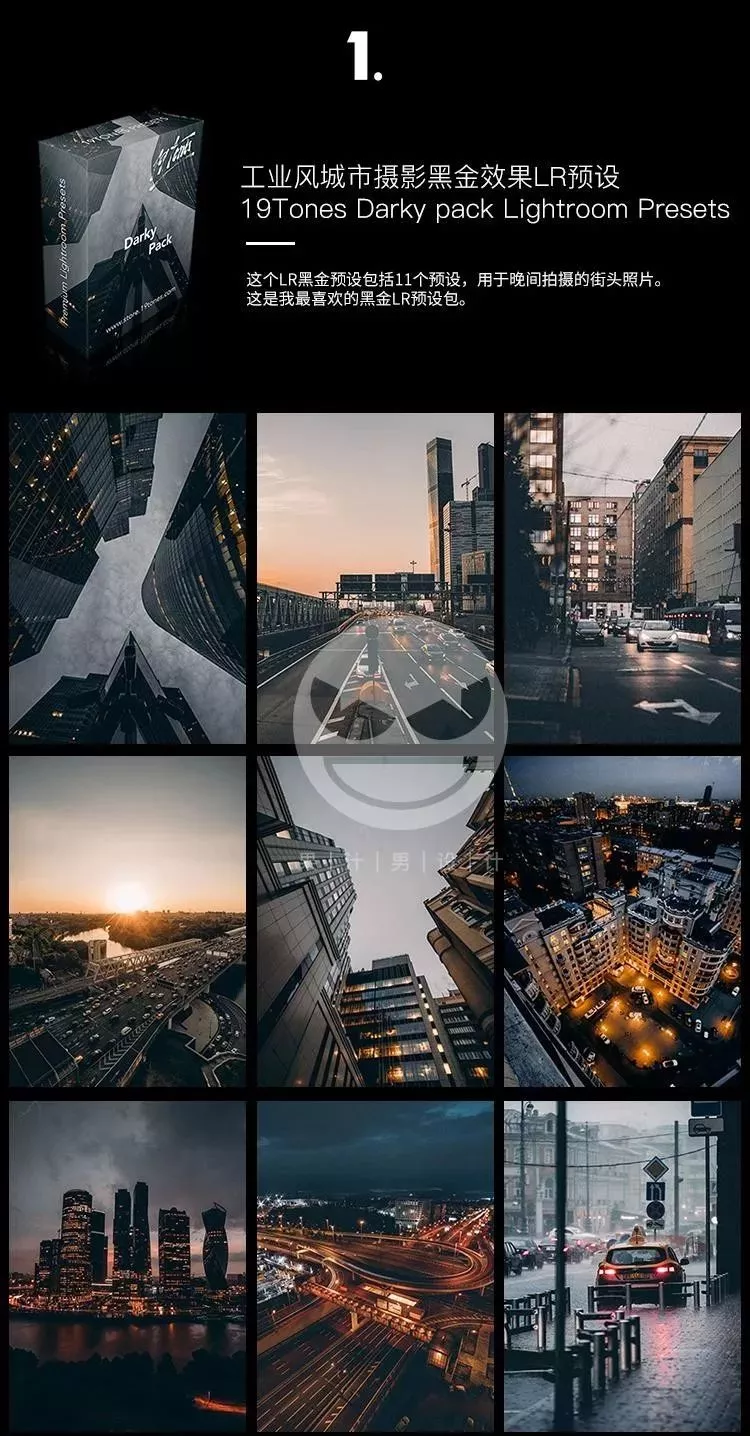 1.
19TONES PRESETS
19Tones
Premium Lightroom Presets
Darky
Pack
www.store.19tones.com
工业风城市摄影黑金效果LR预设
19Tones Darky pack Lightroom Presets
这个LR黑金预设包括11个预设，用于晚间拍摄的街头照片。
这是我最喜欢的黑金LR预设包。
男|设|计